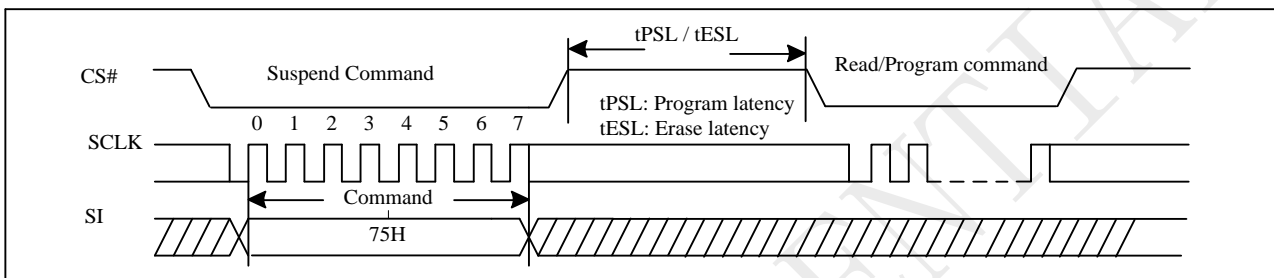 tPSL / tESL
CS#
Suspend Command
Read/Program command
tPSL: Program latency
tESL: Erase latency
0 1 2 3 4 5 6 7
SCLK
Command
SI
75H